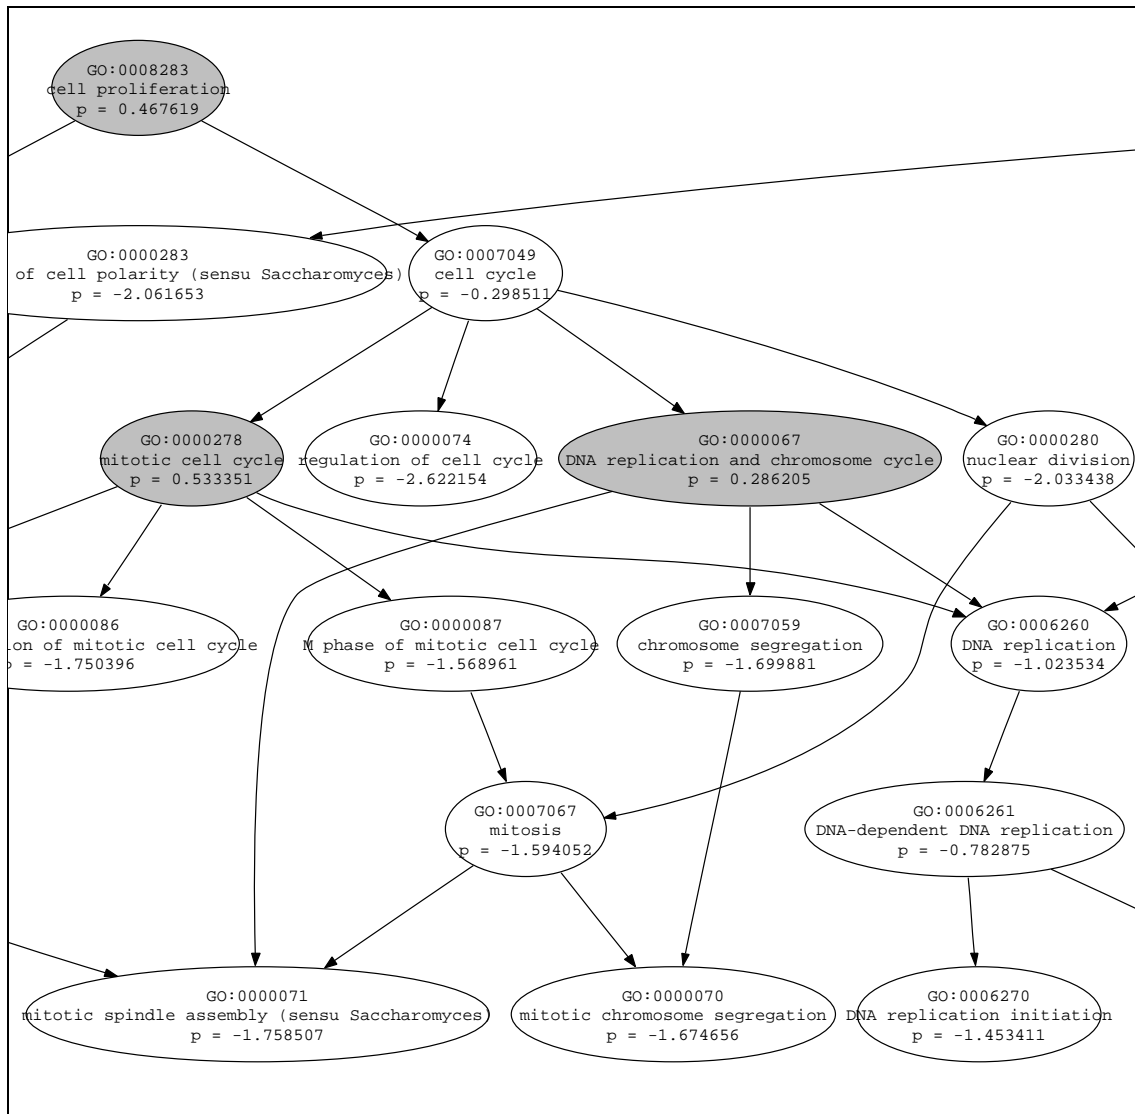 GO:0008283
cell proliferation
p = 0.467619
GO:0000283
of cell polarity (sensu Saccharomyces)
p = -2.061653
GO:0007049
cell cycle
p = -0.298511
GO:0000278
mitotic cell cycle
p = 0.533351
GO:0000074
regulation of cell cycle
p = -2.622154
GO:0000067
DNA replication and chromosome cycle
p = 0.286205
GO:0000280
nuclear division
p = -2.033438
GO:0000086
ion of mitotic cell cycle
p = -1.750396
GO:0000087
M phase of mitotic cell cycle
p = -1.568961
GO:0007059
chromosome segregation
p = -1.699881
GO:0006260
DNA replication
p = -1.023534
GO:0007067
mitosis
p = -1.594052
GO:0006261
DNA-dependent DNA replication
p = -0.782875
GO:0000071
mitotic spindle assembly (sensu Saccharomyces)
p = -1.758507
GO:0000070
mitotic chromosome segregation
p = -1.674656
GO:0006270
DNA replication initiation
p = -1.453411